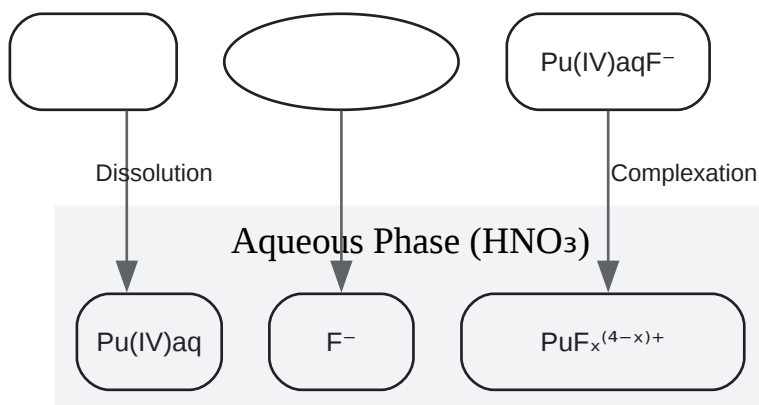 Pu(IV)aqF⁻
Dissolution
Complexation
Aqueous Phase (HNO₃)
Pu(IV)aq
F⁻
PuFₓ⁽⁴⁻ˣ⁾⁺